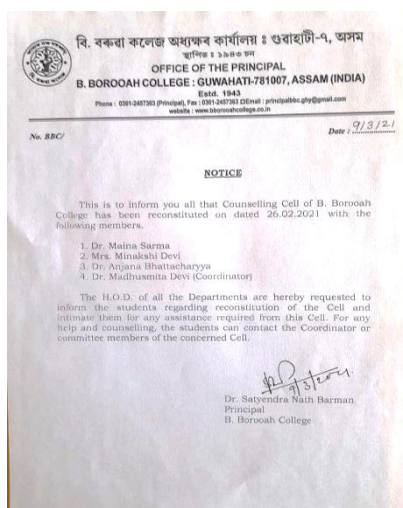 বি. বৰুৱা কলেজ অধ্যক্ষৰ কাৰ্যালয় ঃ গুৱাহাটী-৭, অসম
স্থাপিত ঃ ১৯৪৩ চন
OFFICE OF THE PRINCIPAL
B. BOROOAH COLLEGE : GUWAHATI-781007, ASSAM (INDIA)
Estd. 1943
Phone : 0361-2457363 (Principal), Fax : 0361-2457363 Email : principalbbc.ghy@gmail.com
website : www.bborooahcollege.co.in
No. BBC/
Date : 9/3/21
NOTICE
This is to inform you all that Counselling Cell of B. Borooah
College has been reconstituted on dated 26.02.2021 with the
following members.
1. Dr. Maina Sarma
2. Mrs. Minakshi Devi
3. Dr. Anjana Bhattacharyya
4. Dr. Madhusmita Devi (Coordinator)
The H.O.D. of all the Departments are hereby requested to
inform the students regarding reconstitution of the Cell and
intimate them for any assistance required from this Cell. For any
help and counselling, the students can contact the Coordinator or
committee members of the concerned Cell.
9/3/2021
Dr. Satyendra Nath Barman
Principal
B. Borooah College